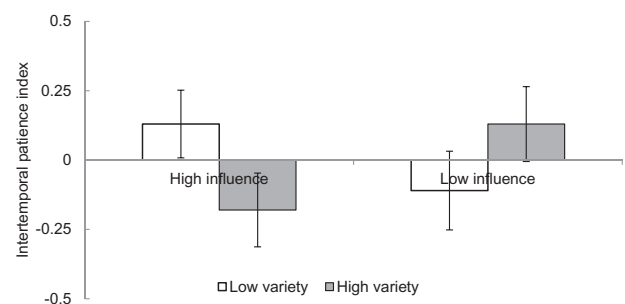 Intertemporal patience index
0.5
0.25
0
-0.25
-0.5
High influence
Low influence
Low variety
High variety